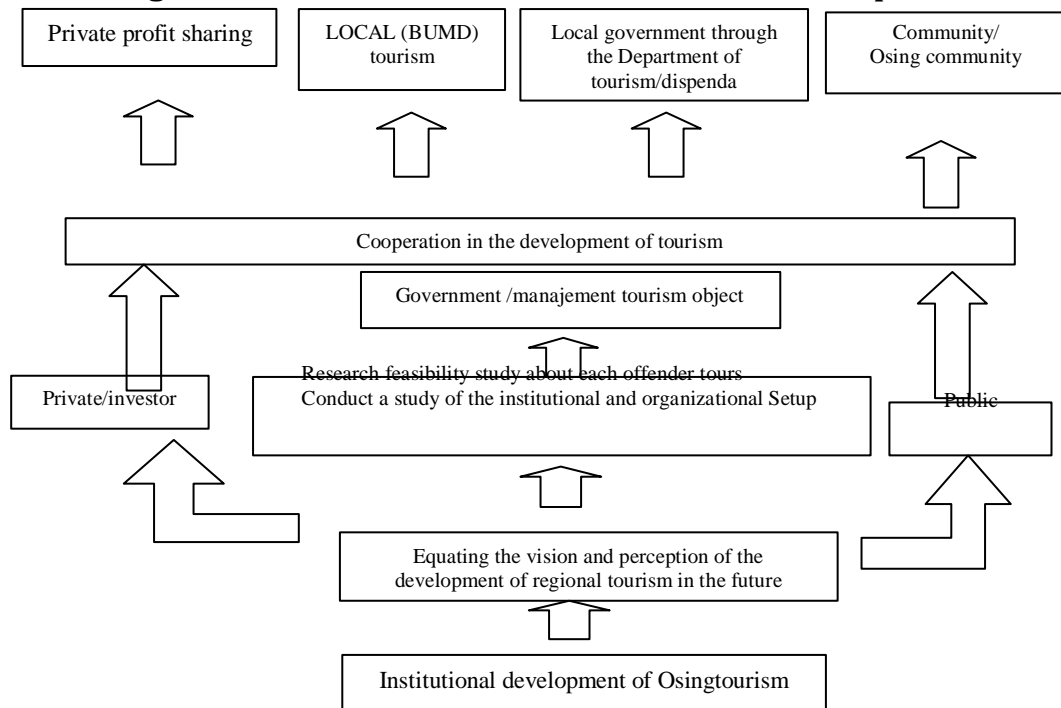 Private profit sharing
LOCAL (BUMD)
tourism
Local government through
the Department of
tourism/dispenda
Community/
Osing community
Cooperation in the development of tourism
Government /manajement tourism object
Private/investor
Research feasibility study about each offender tours
Conduct a study of the institutional and organizational Setup
Public
Equating the vision and perception of the
development of regional tourism in the future
Institutional development of Osingtourism